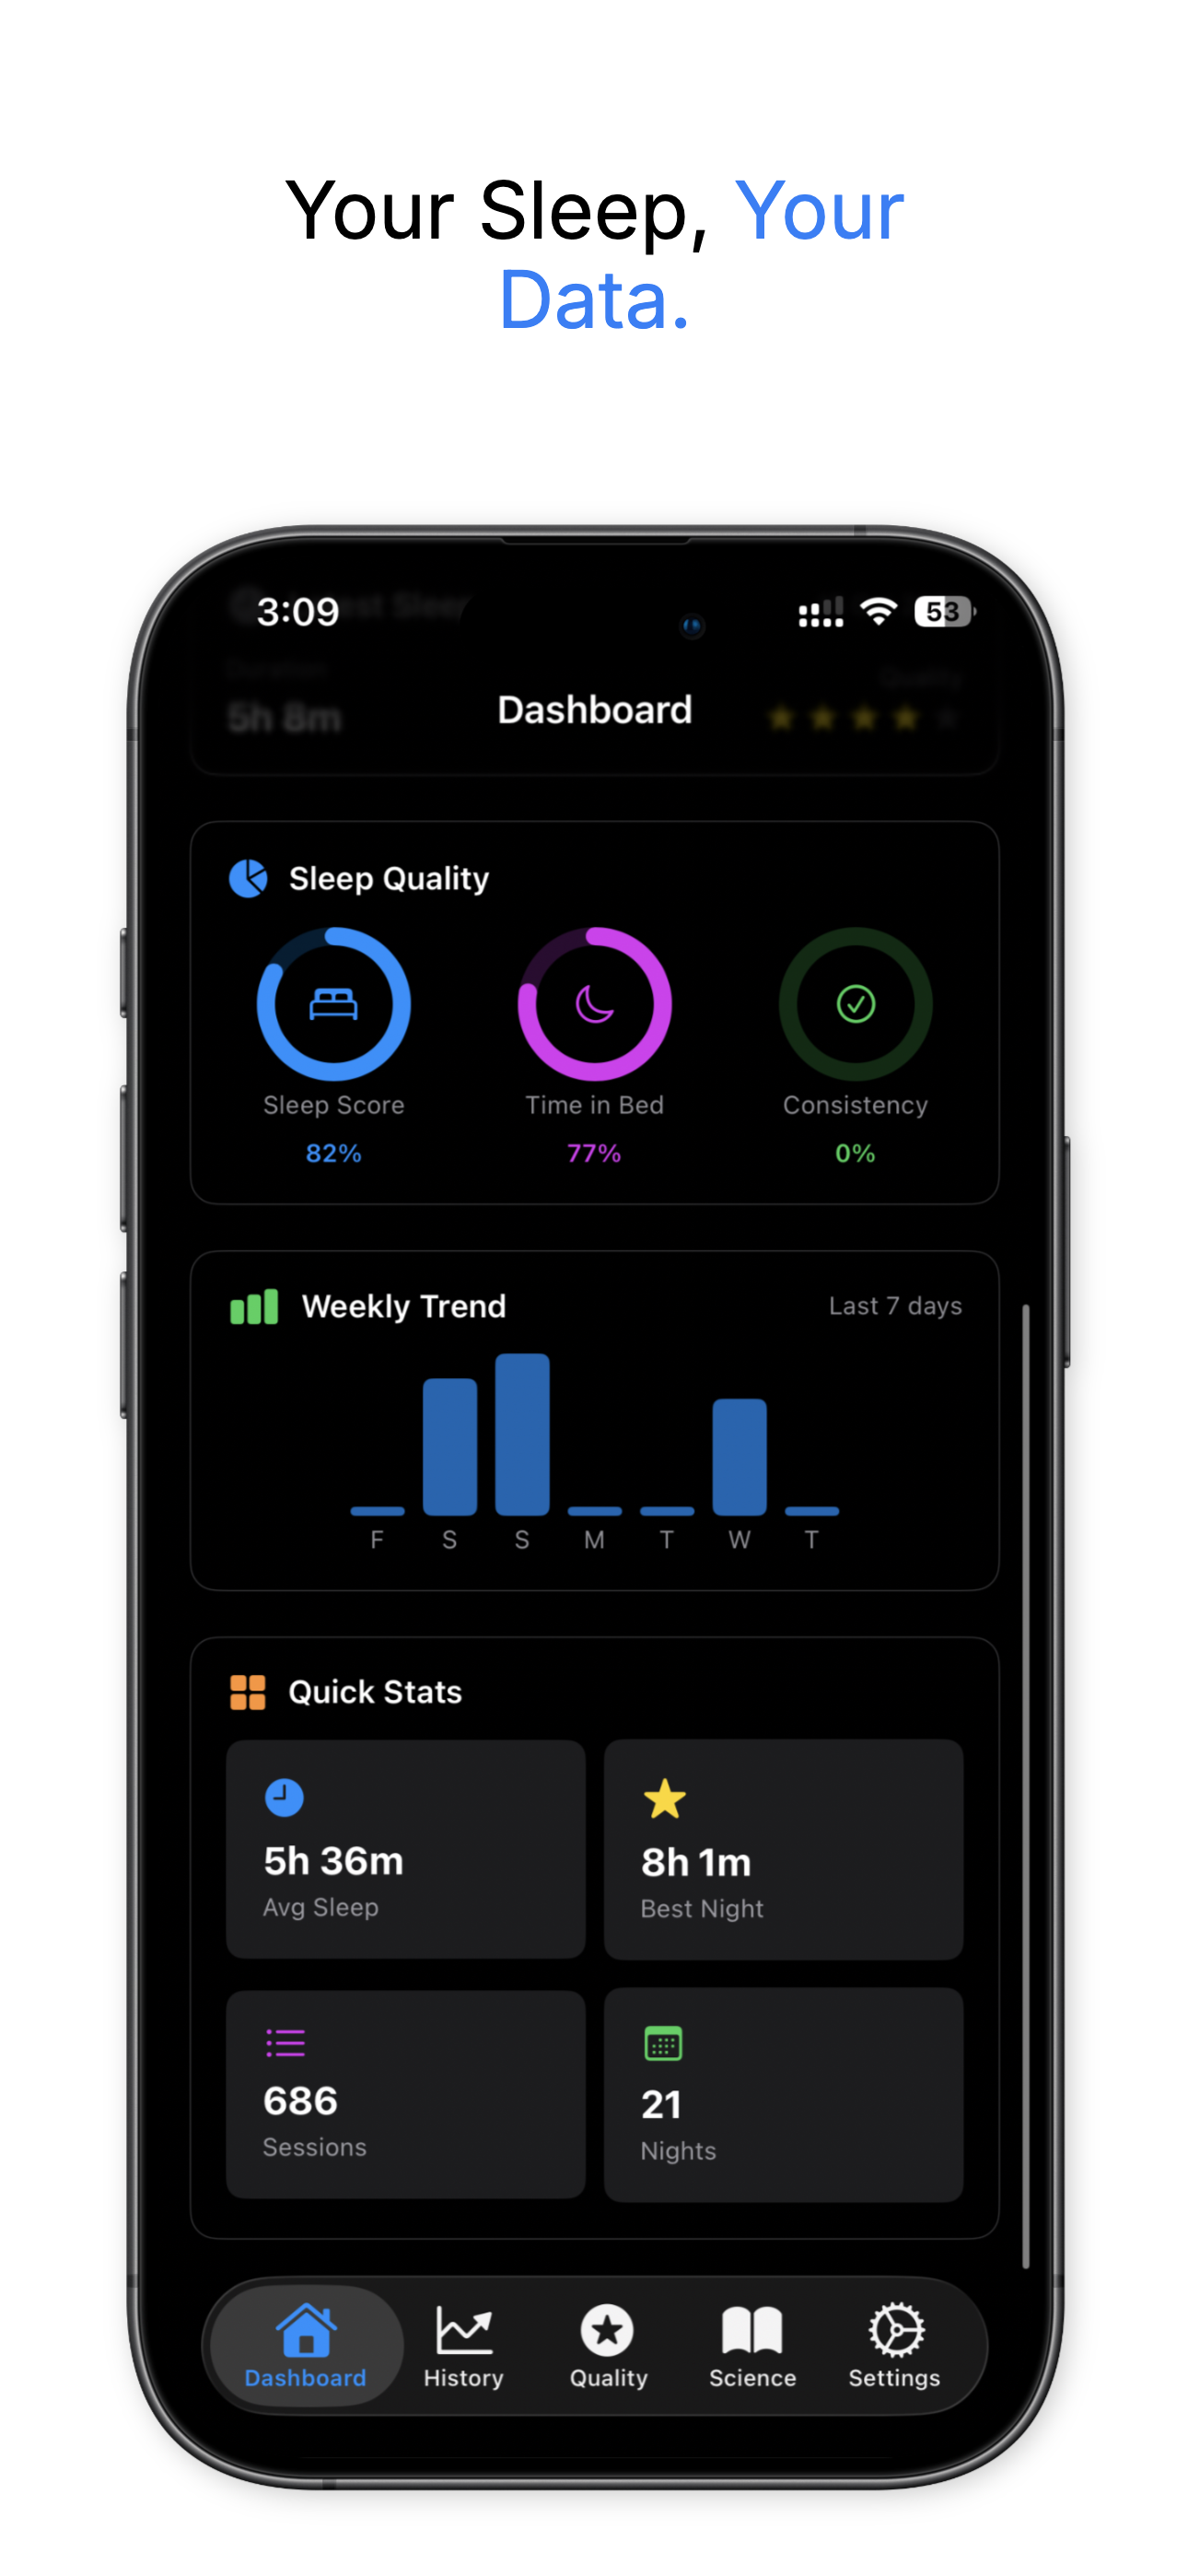 Your Sleep, Your
Data.
3:09
53
Duration
Quality
5h 8m
Dashboard
Sleep Quality
Sleep Score
Time in Bed
Consistency
82%
77%
0%
Weekly Trend
Last 7 days
F S S M T W T
Quick Stats
5h 36m
Avg Sleep
8h 1m
Best Night
686
Sessions
21
Nights
Dashboard
History
Quality
Science
Settings